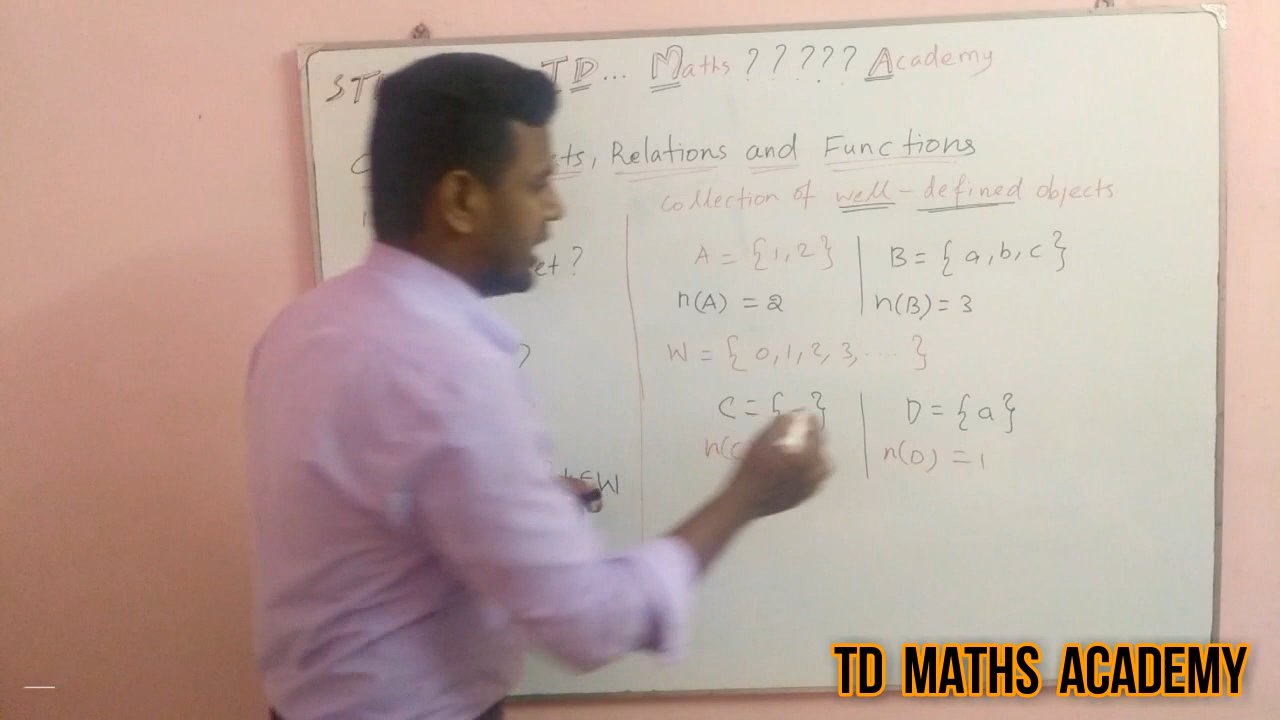 TD... Maths ????? Academy
Relations and Functions
collection of well-defined objects
A = {1, 2} B = {a, b, c}
et ?
n(A) = 2 n(B) = 3
?
W = {0, 1, 2, 3, ....}
C = { } D = {a}
n(D) = 1
∈W
TD MATHS ACADEMY